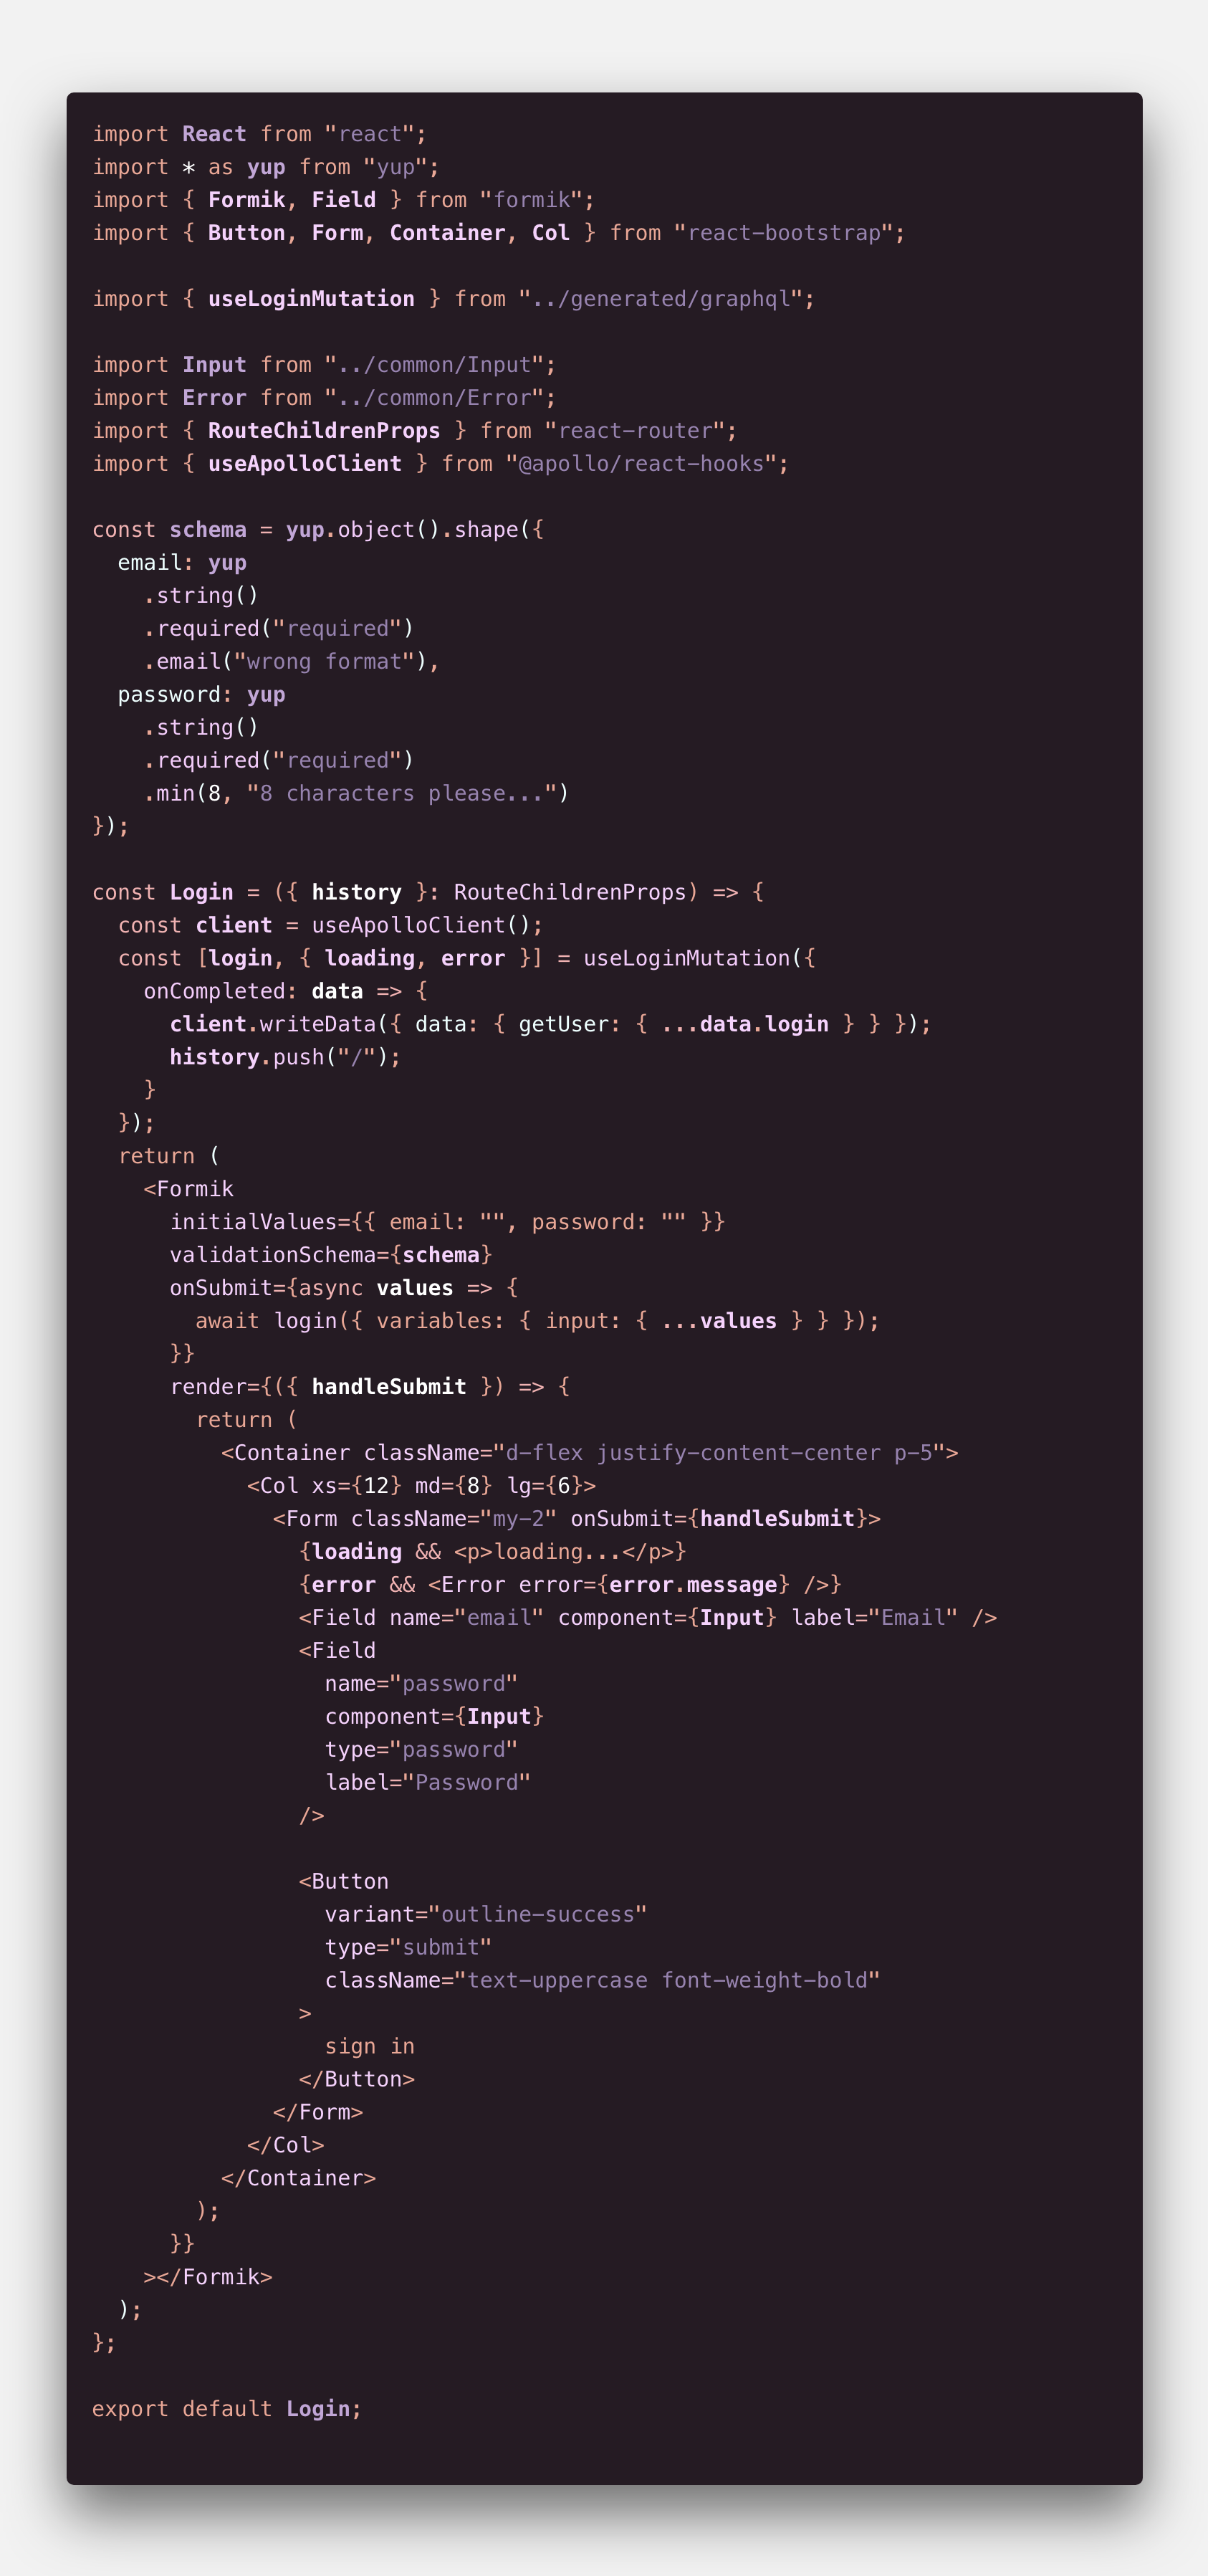 import React from "react";
import * as yup from "yup";
import { Formik, Field } from "formik";
import { Button, Form, Container, Col } from "react-bootstrap";

import { useLoginMutation } from "../generated/graphql";

import Input from "../common/Input";
import Error from "../common/Error";
import { RouteChildrenProps } from "react-router";
import { useApolloClient } from "@apollo/react-hooks";

const schema = yup.object().shape({
  email: yup
    .string()
    .required("required")
    .email("wrong format"),
  password: yup
    .string()
    .required("required")
    .min(8, "8 characters please...")
});

const Login = ({ history }: RouteChildrenProps) => {
  const client = useApolloClient();
  const [login, { loading, error }] = useLoginMutation({
    onCompleted: data => {
      client.writeData({ data: { getUser: { ...data.login } } });
      history.push("/");
    }
  });
  return (
    <Formik
      initialValues={{ email: "", password: "" }}
      validationSchema={schema}
      onSubmit={async values => {
        await login({ variables: { input: { ...values } } });
      }}
      render={({ handleSubmit }) => {
        return (
          <Container className="d-flex justify-content-center p-5">
            <Col xs={12} md={8} lg={6}>
              <Form className="my-2" onSubmit={handleSubmit}>
                {loading && <p>loading...</p>}
                {error && <Error error={error.message} />}
                <Field name="email" component={Input} label="Email" />
                <Field
                  name="password"
                  component={Input}
                  type="password"
                  label="Password"
                />

                <Button
                  variant="outline-success"
                  type="submit"
                  className="text-uppercase font-weight-bold"
                >
                  sign in
                </Button>
              </Form>
            </Col>
          </Container>
        );
      }}
    ></Formik>
  );
};

export default Login;